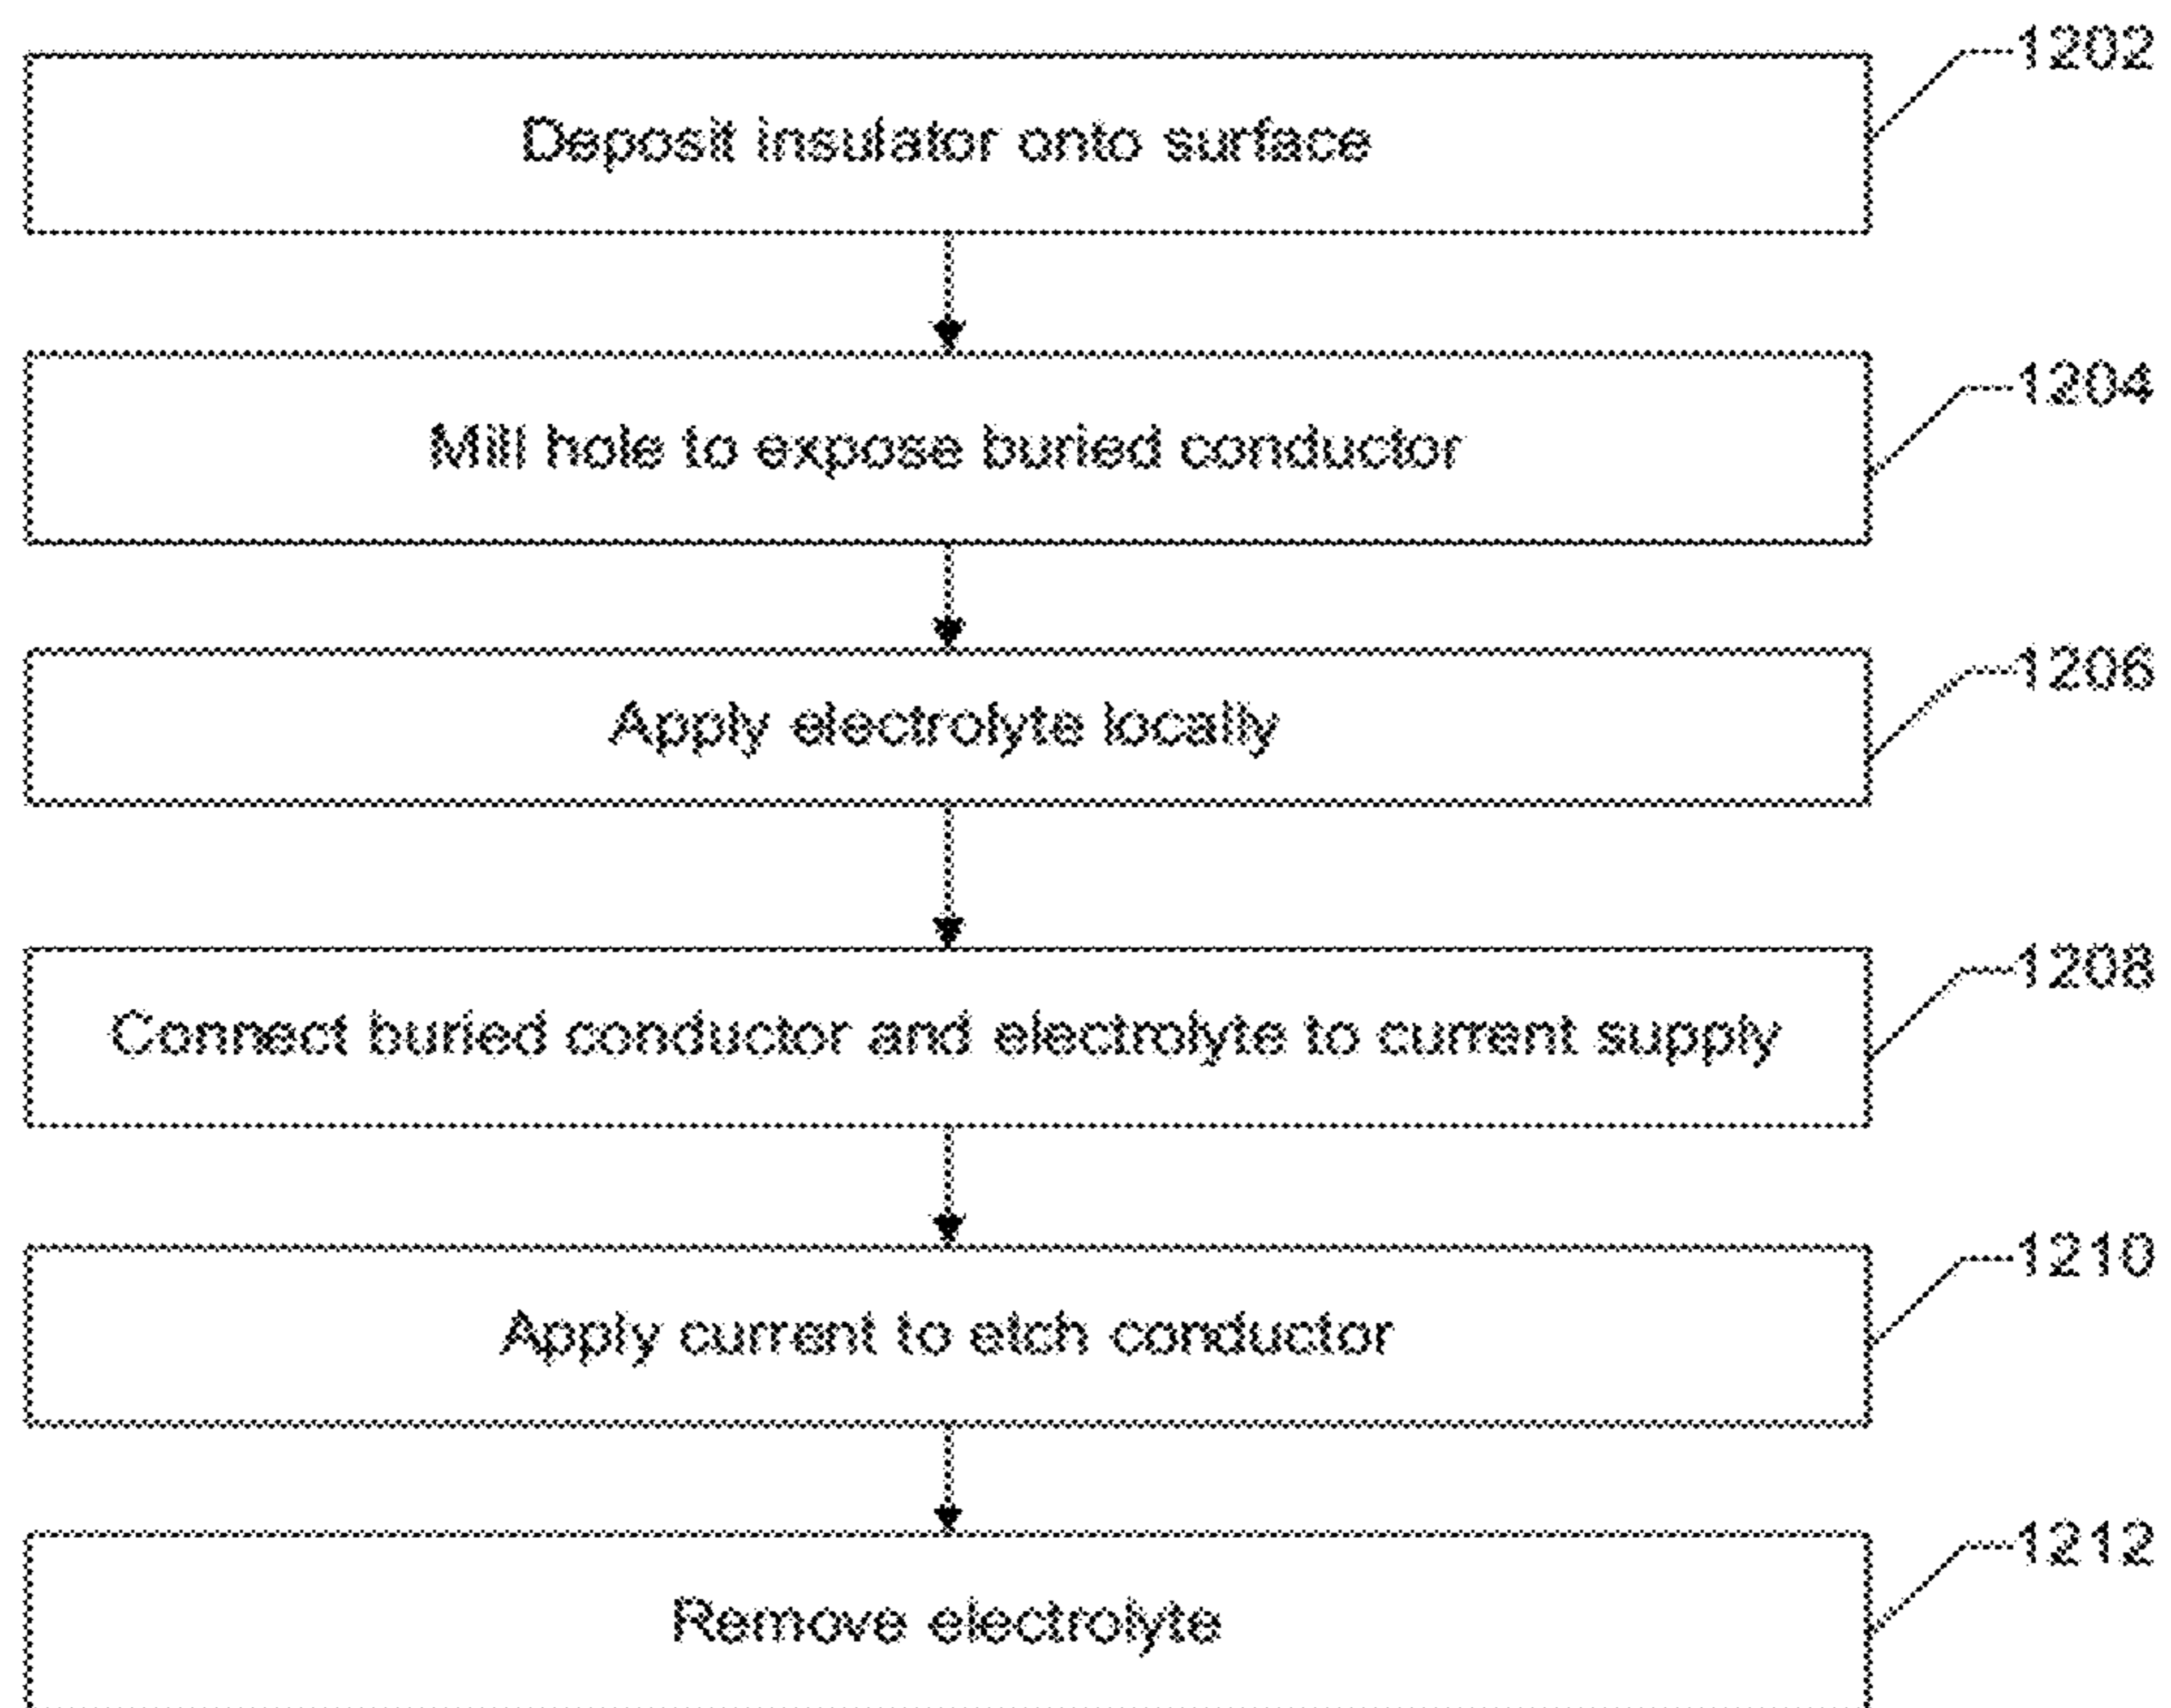 1202
Deposit insulator onto surface
1204
Mill hole to expose buried conductor
1206
Apply electrolyte locally
1208
Connect buried conductor and electrolyte to current supply
1210
Apply current to etch conductor
1212
Remove electrolyte